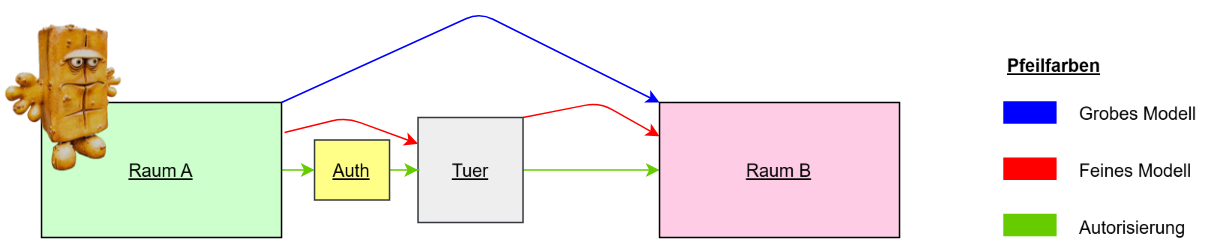 Pfeilfarben
Grobes Modell
Raum A
Auth
Tuer
Raum B
Feines Modell
Autorisierung